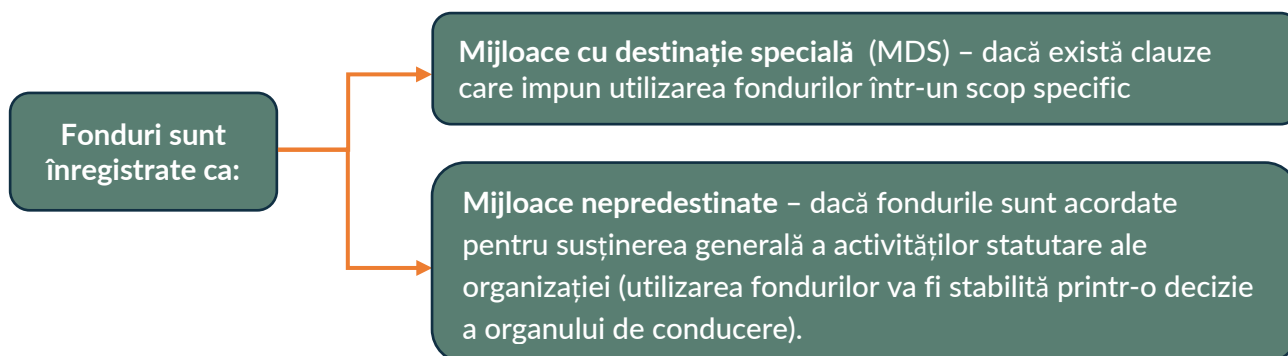 Fonduri sunt
înregistrate ca:
Mijloace cu destinație specială (MDS) – dacă există clauze
care impun utilizarea fondurilor într-un scop specific
Mijloace nepredestinate – dacă fondurile sunt acordate
pentru susținerea generală a activităților statutare ale
organizației (utilizarea fondurilor va fi stabilită printr-o decizie
a organului de conducere).